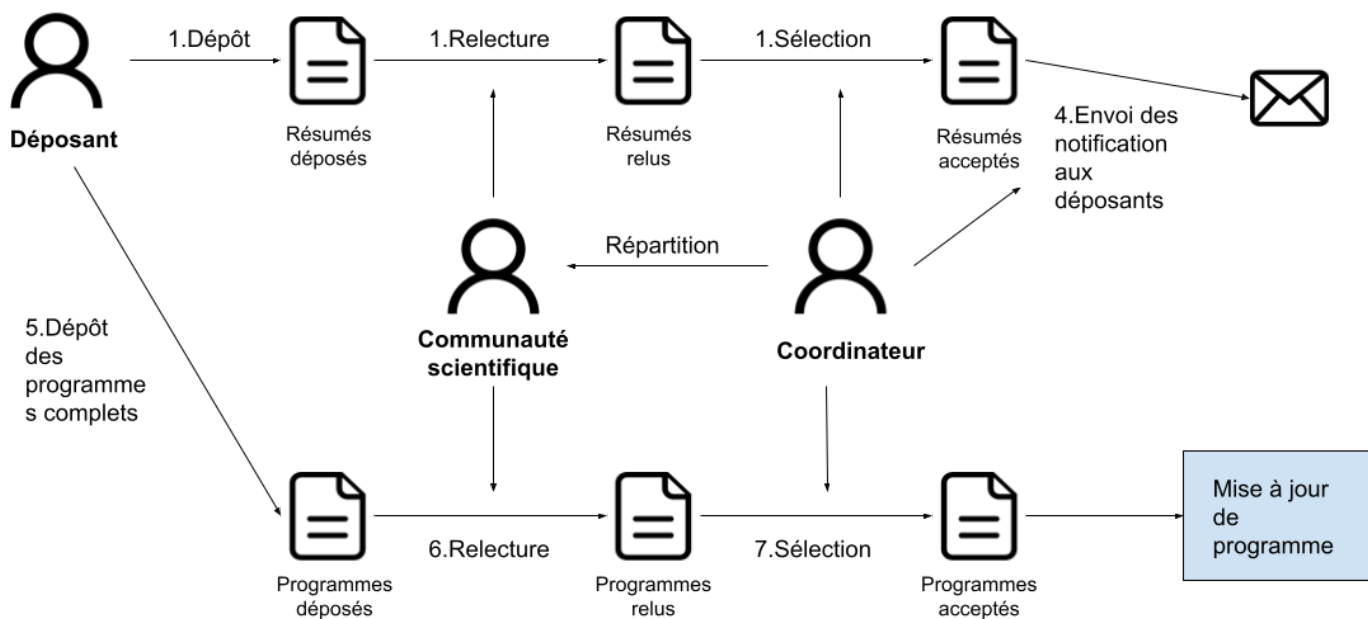 1.Dépôt
1.Relecture
1.Sélection
Déposant
Résumés
déposés
Résumés
relus
Résumés
acceptés
4.Envoi des
notification
aux
déposants
Répartition
Communauté
scientifique
Coordinateur
5.Dépôt
des
programme
s complets
6.Relecture
7.Sélection
Programmes
déposés
Programmes
relus
Programmes
acceptés
Mise à jour
de
programme